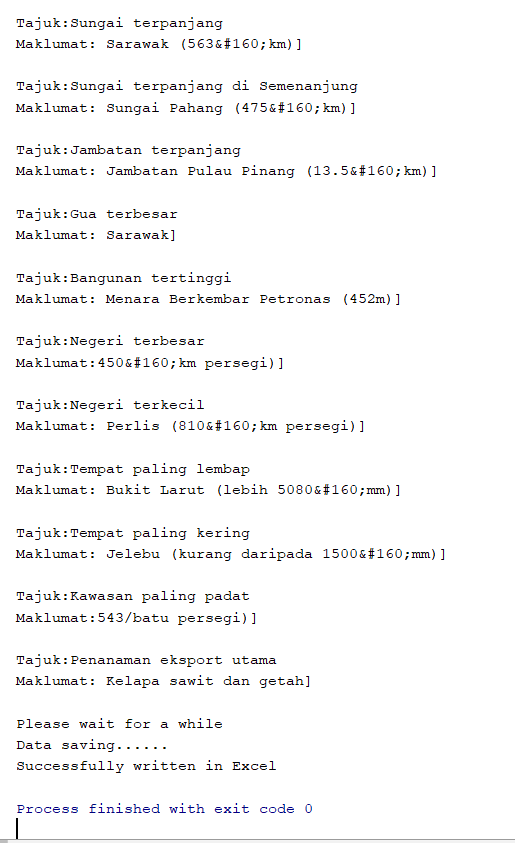 Tajuk:Sungai terpanjang
Maklumat: Sarawak (563&#160;km)]
Tajuk:Sungai terpanjang di Semenanjung
Maklumat: Sungai Pahang (475&#160;km)]
Tajuk:Jambatan terpanjang
Maklumat: Jambatan Pulau Pinang (13.5&#160;km)]
Tajuk:Gua terbesar
Maklumat: Sarawak]
Tajuk:Bangunan tertinggi
Maklumat: Menara Berkembar Petronas (452m)]
Tajuk:Negeri terbesar
Maklumat:450&#160;km persegi)]
Tajuk:Negeri terkecil
Maklumat: Perlis (810&#160;km persegi)]
Tajuk:Tempat paling lembap
Maklumat: Bukit Larut (lebih 5080&#160;mm)]
Tajuk:Tempat paling kering
Maklumat: Jelebu (kurang daripada 1500&#160;mm)]
Tajuk:Kawasan paling padat
Maklumat:543/batu persegi)]
Tajuk:Penanaman eksport utama
Maklumat: Kelapa sawit dan getah]
Please wait for a while
Data saving......
Successfully written in Excel
Process finished with exit code 0